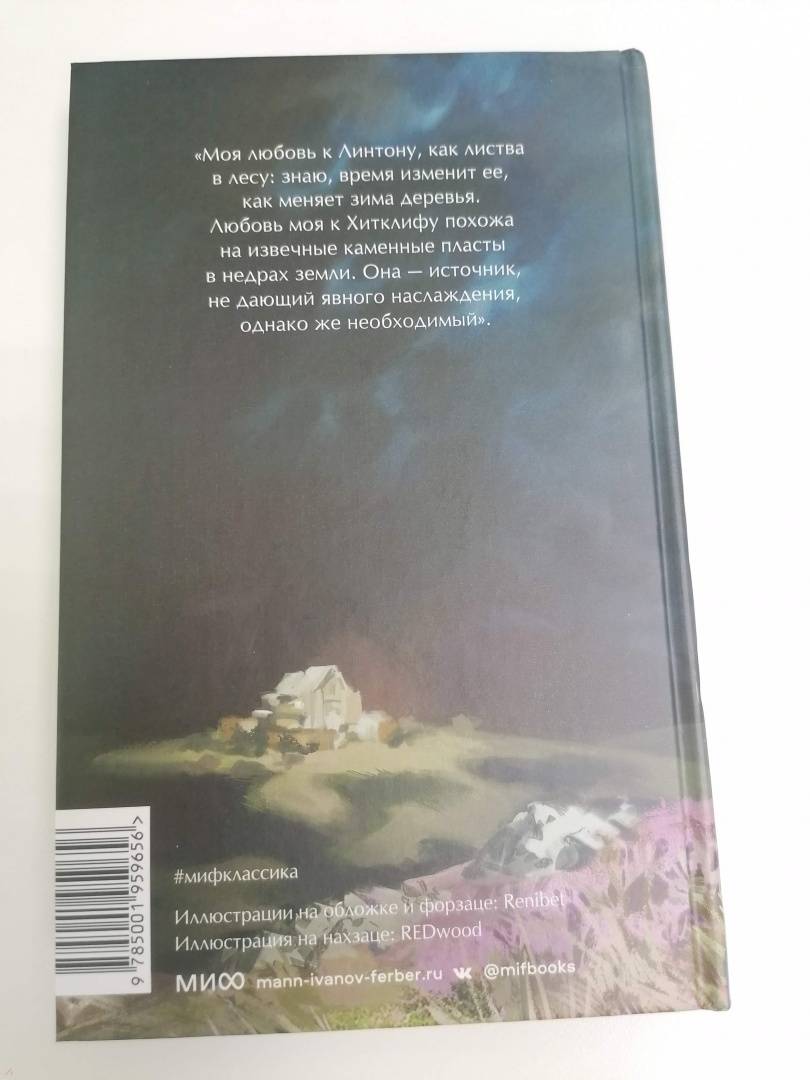 «Моя любовь к Линтону, как листва
в лесу: знаю, время изменит ее,
как меняет зима деревья.
Любовь моя к Хитклифу похожа
на извечные каменные пласты
в недрах земли. Она — источник,
не дающий явного наслаждения,
однако же необходимый».
#мифклассика
Иллюстрации на обложке и форзаце: Renibet
Иллюстрация на нахзаце: REDwood
МИФ mann-ivanov-ferber.ru @mifbooks
9 785001 959656 >